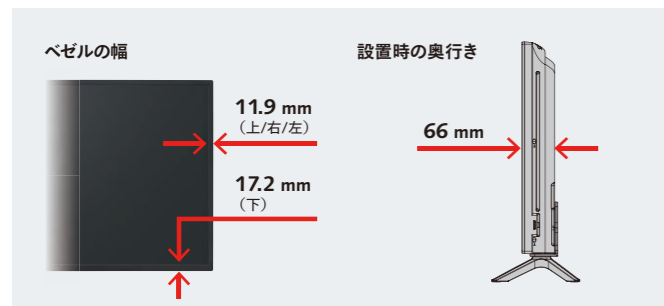 ベゼルの幅
11.9 mm
（上/右/左）
17.2 mm
（下）
設置時の奥行き
66 mm